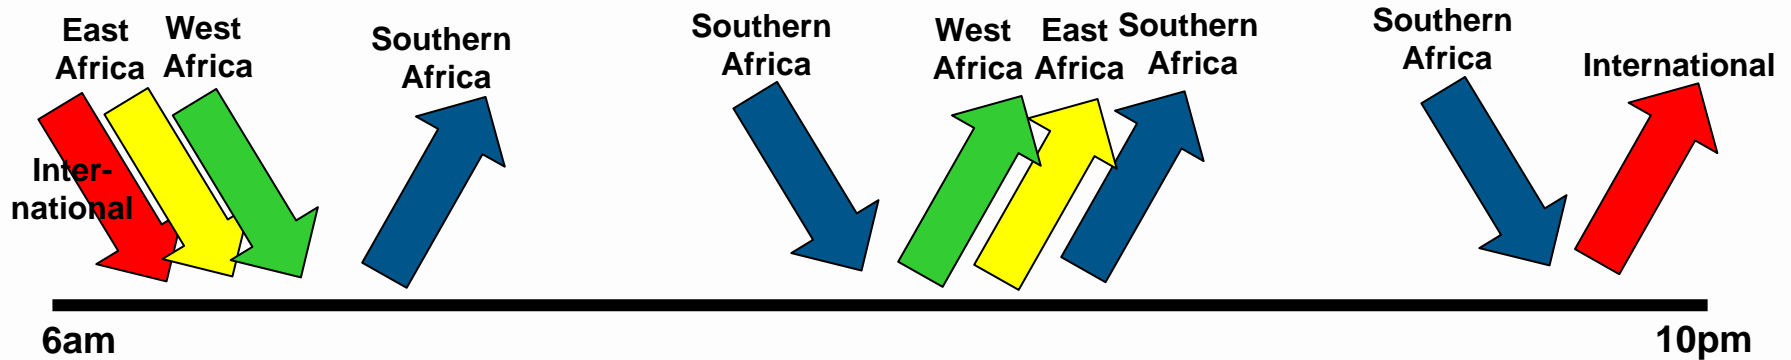 East
Africa
West
Africa
Inter-
national
Southern
Africa
Southern
Africa
West
Africa
East
Africa
Southern
Africa
Southern
Africa
International
6am
10pm